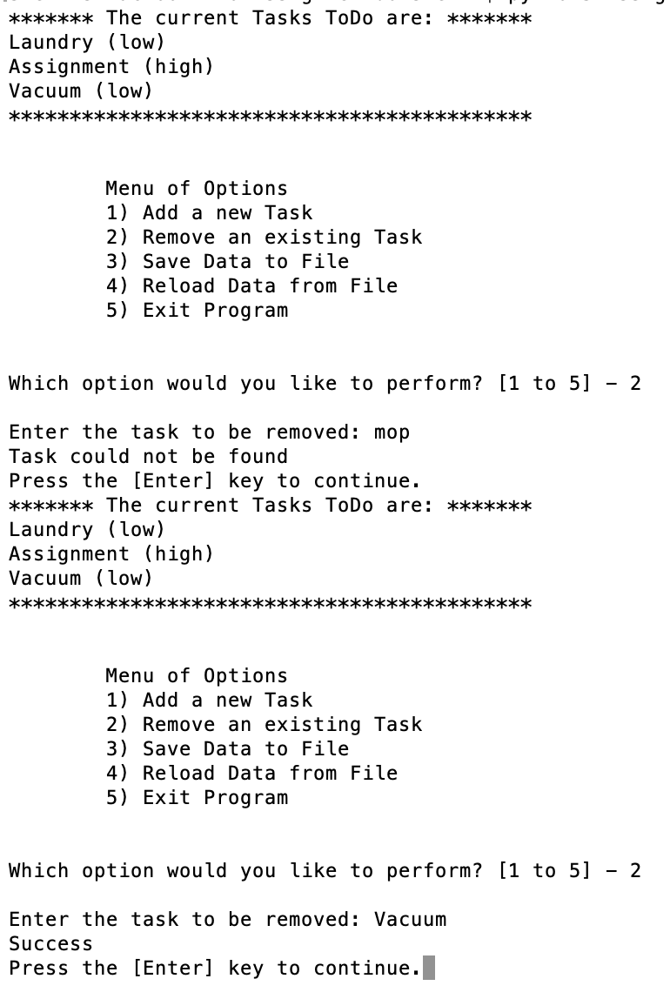 ******* The current Tasks ToDo are: *******
Laundry (low)
Assignment (high)
Vacuum (low)
*******************************************
Menu of Options
1) Add a new Task
2) Remove an existing Task
3) Save Data to File
4) Reload Data from File
5) Exit Program
Which option would you like to perform? [1 to 5] – 2
Enter the task to be removed: mop
Task could not be found
Press the [Enter] key to continue.
******* The current Tasks ToDo are: *******
Laundry (low)
Assignment (high)
Vacuum (low)
*******************************************
Menu of Options
1) Add a new Task
2) Remove an existing Task
3) Save Data to File
4) Reload Data from File
5) Exit Program
Which option would you like to perform? [1 to 5] – 2
Enter the task to be removed: Vacuum
Success
Press the [Enter] key to continue.